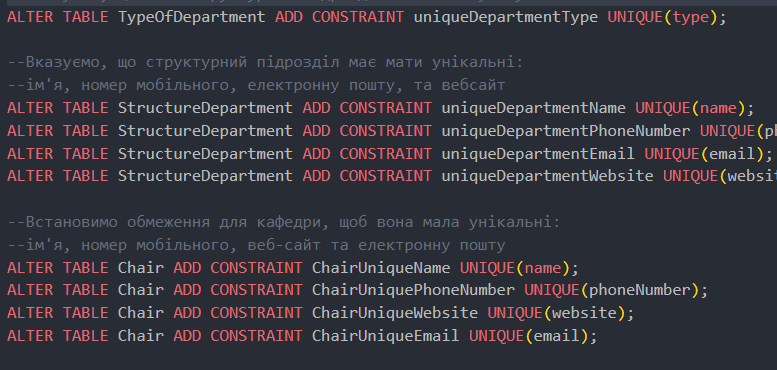 ALTER TABLE TypeOfDepartment ADD CONSTRAINT uniqueDepartmentType UNIQUE(type);
--Вказуємо, що структурний підрозділ має мати унікальні:
--ім'я, номер мобільного, електронну пошту, та вебсайт
ALTER TABLE StructureDepartment ADD CONSTRAINT uniqueDepartmentName UNIQUE(name);
ALTER TABLE StructureDepartment ADD CONSTRAINT uniqueDepartmentPhoneNumber UNIQUE(
ALTER TABLE StructureDepartment ADD CONSTRAINT uniqueDepartmentEmail UNIQUE(email);
ALTER TABLE StructureDepartment ADD CONSTRAINT uniqueDepartmentWebsite UNIQUE(
--Встановимо обмеження для кафедри, щоб вона мала унікальні:
--ім'я, номер мобільного, веб-сайт та електронну пошту
ALTER TABLE Chair ADD CONSTRAINT ChairUniqueName UNIQUE(name);
ALTER TABLE Chair ADD CONSTRAINT ChairUniquePhoneNumber UNIQUE(phoneNumber);
ALTER TABLE Chair ADD CONSTRAINT ChairUniqueWebsite UNIQUE(website);
ALTER TABLE Chair ADD CONSTRAINT ChairUniqueEmail UNIQUE(email);